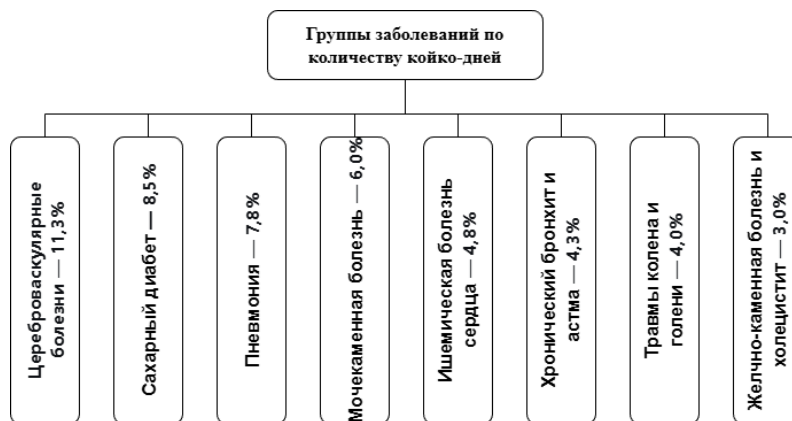 Группы заболеваний по
количеству койко-дней
Цереброваскулярные
болезни — 11,3%
Сахарный диабет — 8,5%
Пневмония — 7,8%
Мочекаменная болезнь — 6,0%
Ишемическая болезнь
сердца — 4,8%
Хронический бронхит и
астма — 4,3%
Травмы колена и
голени — 4,0%
Желчно-каменная болезнь и
холецистит — 3,0%